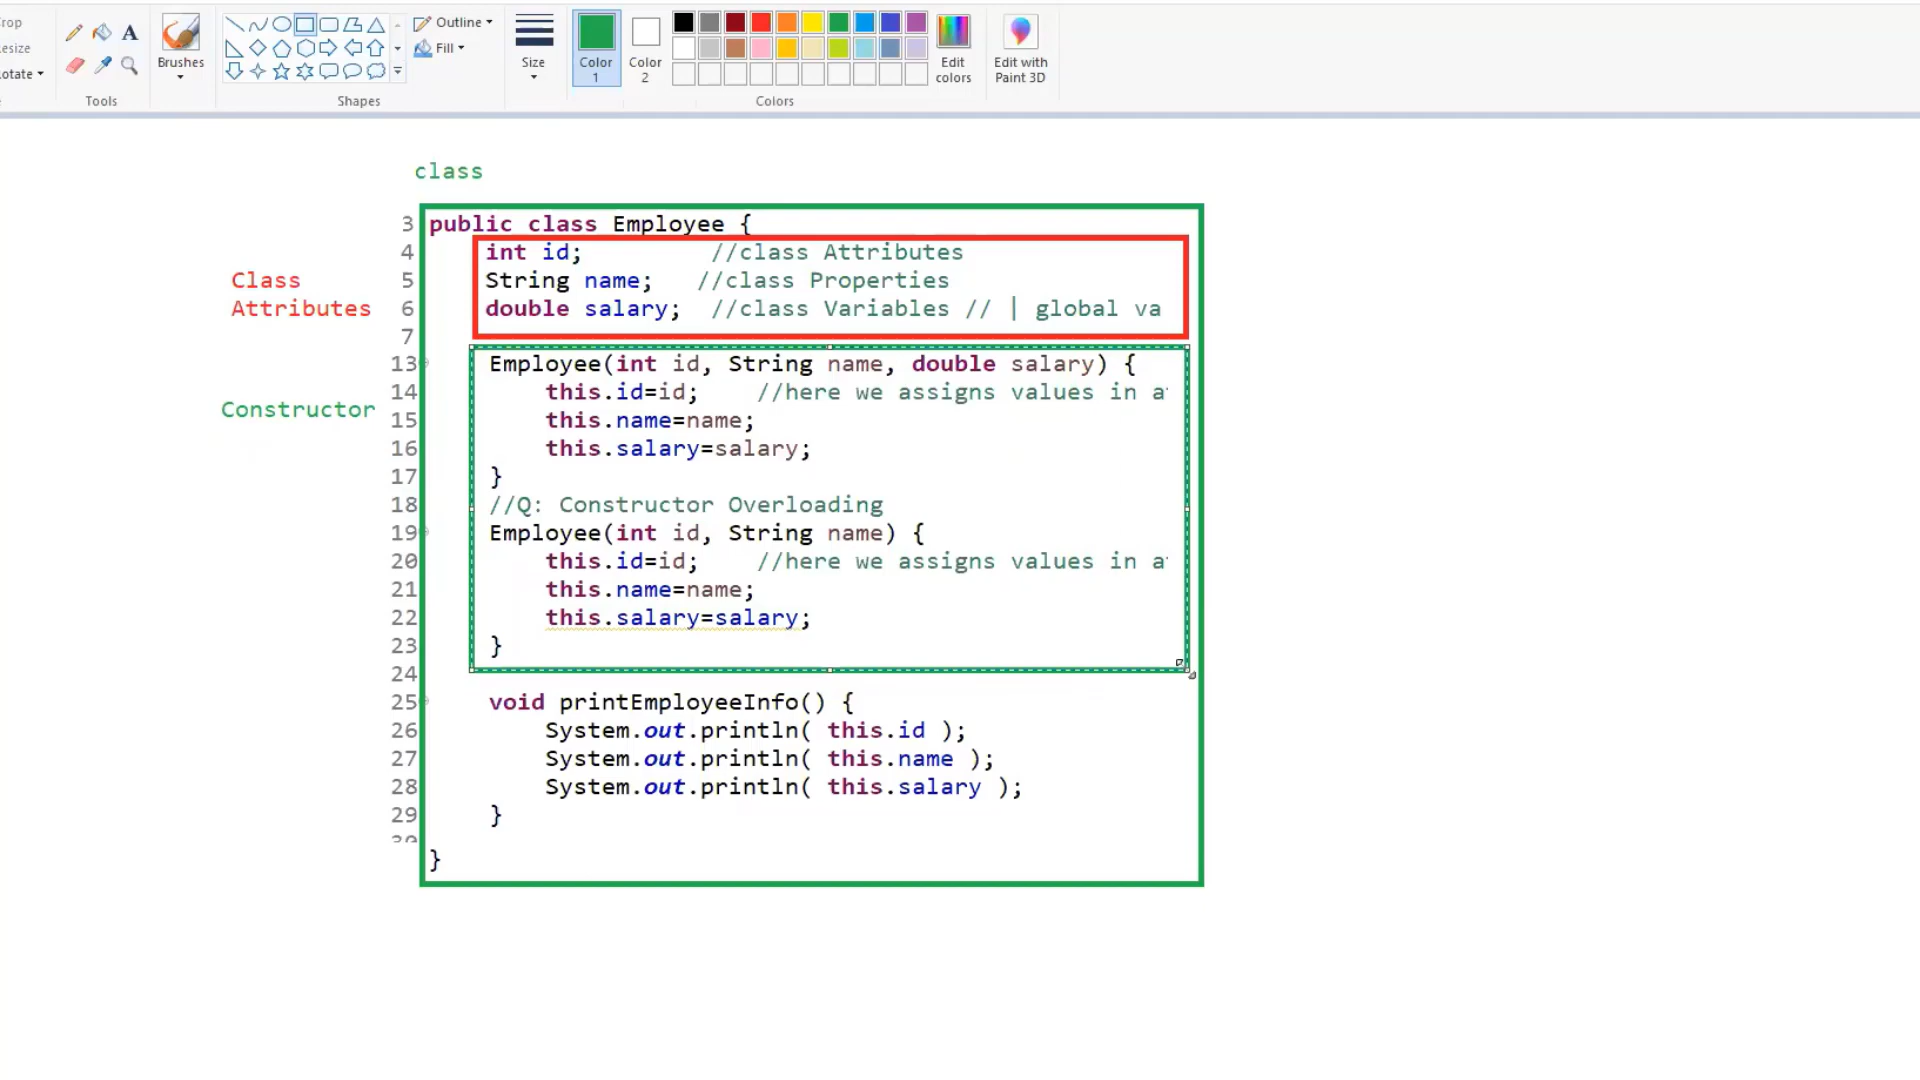 Outline
Fill
Brushes
Size
Color 1
Color 2
Edit colors
Edit with Paint 3D
Tools
Shapes
Colors
class
3 public class Employee {
4 int id; //class Attributes
Class Attributes
5 String name; //class Properties
6 double salary; //class Variables // | global va
7
13 Employee(int id, String name, double salary) {
14 this.id=id; //here we assigns values in a
Constructor
15 this.name=name;
16 this.salary=salary;
17 }
18 //Q: Constructor Overloading
19 Employee(int id, String name) {
20 this.id=id; //here we assigns values in a
21 this.name=name;
22 this.salary=salary;
23 }
24
25 void printEmployeeInfo() {
26 System.out.println( this.id );
27 System.out.println( this.name );
28 System.out.println( this.salary );
29 }
}